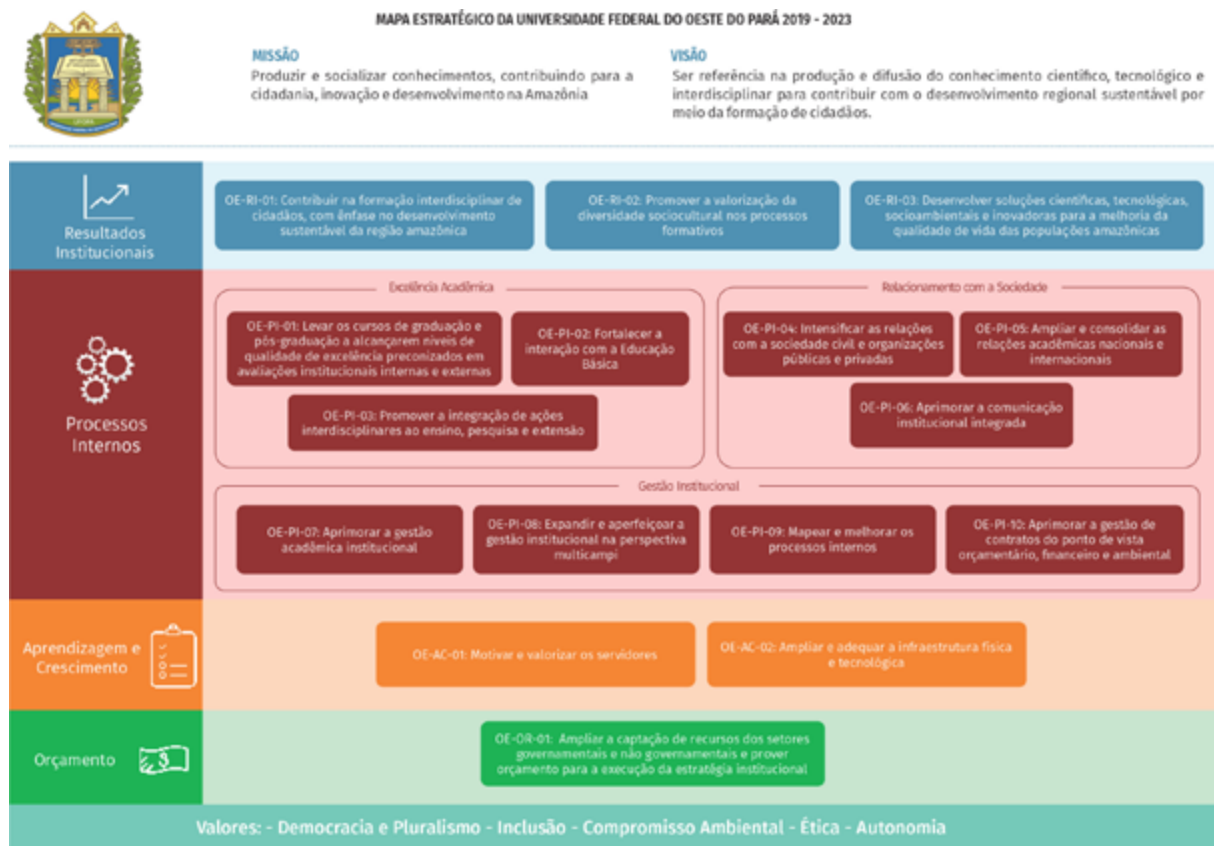 MAPA ESTRATÉGICO DA UNIVERSIDADE FEDERAL DO OESTE DO PARÁ 2019 - 2023
MISSÃO
Produzir e socializar conhecimentos, contribuindo para a
cidadania, inovação e desenvolvimento na Amazônia
VISÃO
Ser referência na produção e difusão do conhecimento científico, tecnológico e
interdisciplinar para contribuir com o desenvolvimento regional sustentável por
meio da formação de cidadãos.
Resultados
Institucionais
OE-RI-01: Contribuir na formação interdisciplinar de
cidadãos, com ênfase no desenvolvimento
sustentável da região amazônica
OE-RI-02: Promover a valorização da
diversidade sociocultural nos processos
formativos
OE-RI-03: Desenvolver soluções científicas, tecnológicas,
socioambientais e inovadoras para a melhoria da
qualidade de vida das populações amazônicas
Processos
Internos
Excelência Acadêmica
OE-PI-01: Levar os cursos de graduação e
pós-graduação a alcançarem níveis de
qualidade de excelência preconizados em
avaliações institucionais internas e externas
OE-PI-02: Fortalecer a
interação com a Educação
Básica
OE-PI-03: Promover a integração de ações
interdisciplinares ao ensino, pesquisa e extensão
Relacionamento com a Sociedade
OE-PI-04: Intensificar as relações
com a sociedade civil e organizações
públicas e privadas
OE-PI-05: Ampliar e consolidar as
relações acadêmicas nacionais e
internacionais
OE-PI-06: Aprimorar a comunicação
institucional integrada
Gestão Institucional
OE-PI-07: Aprimorar a gestão
acadêmica institucional
OE-PI-08: Expandir e aperfeiçoar a
gestão institucional na perspectiva
multicampi
OE-PI-09: Mapear e melhorar os
processos internos
OE-PI-10: Aprimorar a gestão de
contratos do ponto de vista
orçamentário, financeiro e ambiental
Aprendizagem e
Crescimento
OE-AC-01: Motivar e valorizar os servidores
OE-AC-02: Ampliar e adequar a infraestrutura física
e tecnológica
Orçamento
OE-OR-01: Ampliar a captação de recursos dos setores
governamentais e não governamentais e prover
orçamento para a execução da estratégia institucional
Valores: - Democracia e Pluralismo - Inclusão - Compromisso Ambiental - Ética - Autonomia